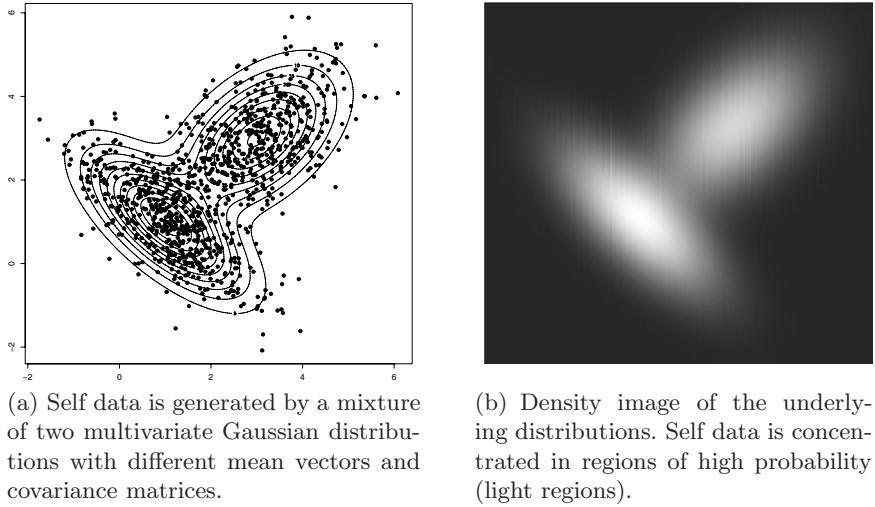 6
4
2
0
−2
−2 0 2 4 6
(a) Self data is generated by a mixture
of two multivariate Gaussian distribu-
tions with different mean vectors and
covariance matrices.
(b) Density image of the underly-
ing distributions. Self data is concen-
trated in regions of high probability
(light regions).